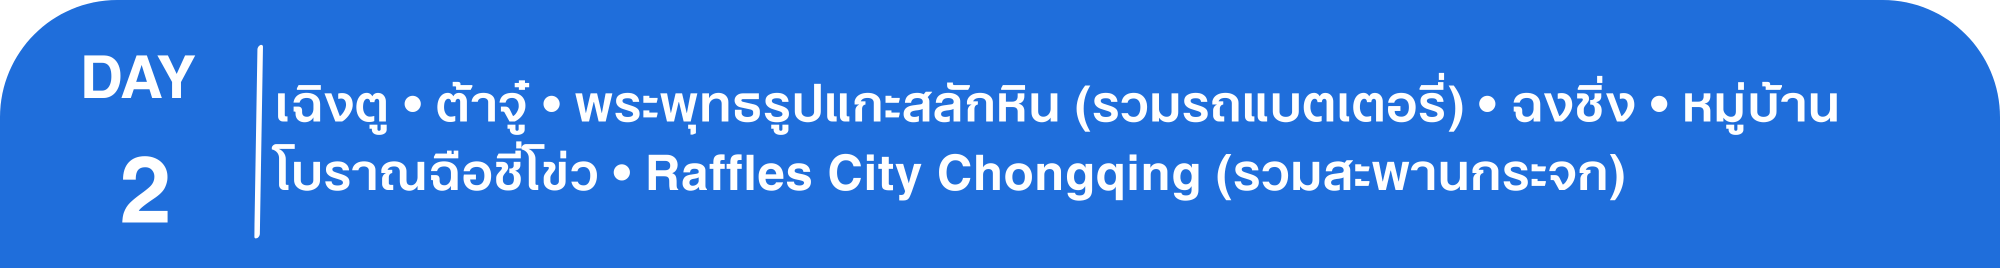 DAY
2
เฉิงตู • ต้าจู๋ • พระพุทธรูปแกะสลักหิน (รวมรถแบตเตอรี่) • ฉงชิ่ง • หมู่บ้าน
โบราณฉือชี่โข่ว • Raffles City Chongqing (รวมสะพานกระจก)